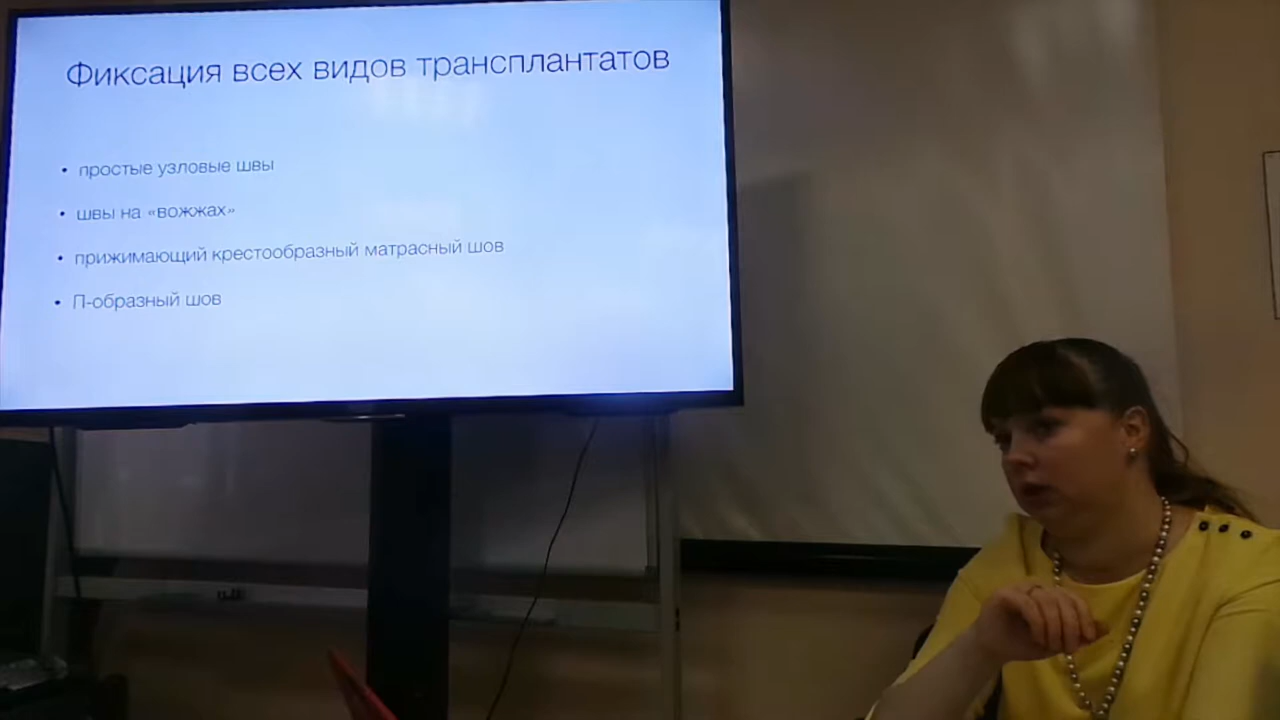 Фиксация всех видов трансплантатов
• простые узловые швы
• швы на «вожжах»
• прижимающий крестообразный матрасный шов
• П-образный шов